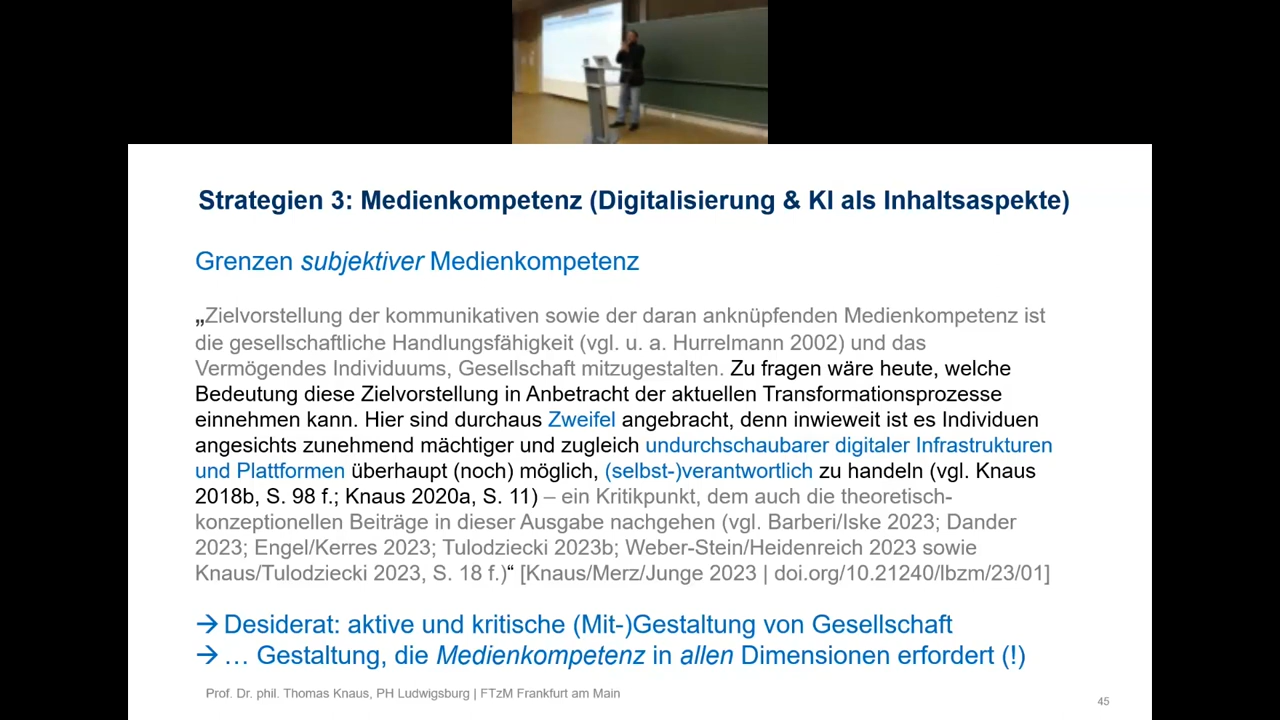 Strategien 3: Medienkompetenz (Digitalisierung & KI als Inhaltsaspekte)
Grenzen subjektiver Medienkompetenz
„Zielvorstellung der kommunikativen sowie der daran anknüpfenden Medienkompetenz ist
die gesellschaftliche Handlungsfähigkeit (vgl. u. a. Hurrelmann 2002) und das
Vermögendes Individuums, Gesellschaft mitzugestalten. Zu fragen wäre heute, welche
Bedeutung diese Zielvorstellung in Anbetracht der aktuellen Transformationsprozesse
einnehmen kann. Hier sind durchaus Zweifel angebracht, denn inwieweit ist es Individuen
angesichts zunehmend mächtiger und zugleich undurchschaubarer digitaler Infrastrukturen
und Plattformen überhaupt (noch) möglich, (selbst-)verantwortlich zu handeln (vgl. Knaus
2018b, S. 98 f.; Knaus 2020a, S. 11) – ein Kritikpunkt, dem auch die theoretisch-
konzeptionellen Beiträge in dieser Ausgabe nachgehen (vgl. Barberi/Iske 2023; Dander
2023; Engel/Kerres 2023; Tulodziecki 2023b; Weber-Stein/Heidenreich 2023 sowie
Knaus/Tulodziecki 2023, S. 18 f.)“ [Knaus/Merz/Junge 2023 | doi.org/10.21240/lbzm/23/01]
→ Desiderat: aktive und kritische (Mit-)Gestaltung von Gesellschaft
→ … Gestaltung, die Medienkompetenz in allen Dimensionen erfordert (!)
Prof. Dr. phil. Thomas Knaus, PH Ludwigsburg | FTzM Frankfurt am Main
45